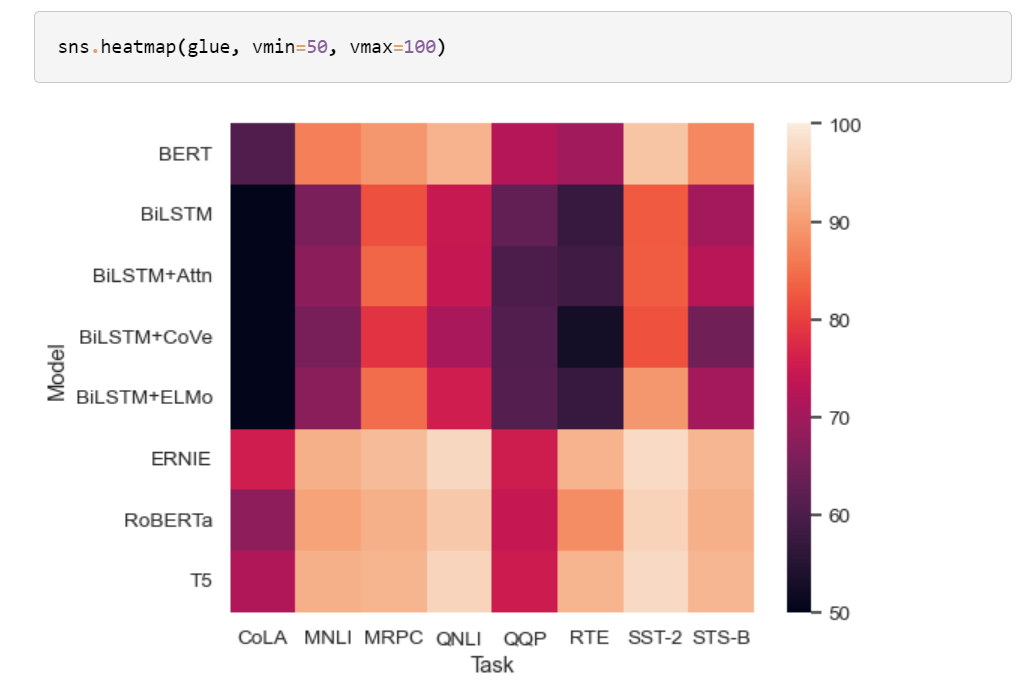 sns.heatmap(glue, vmin=50, vmax=100)
BERT
BiLSTM
BiLSTM+Attn
BiLSTM+CoVe
BiLSTM+ELMo
ERNIE
RoBERTa
T5
Model
CoLA MNLI MRPC QNLI QQP RTE SST-2 STS-B
Task
100
90
80
70
60
50